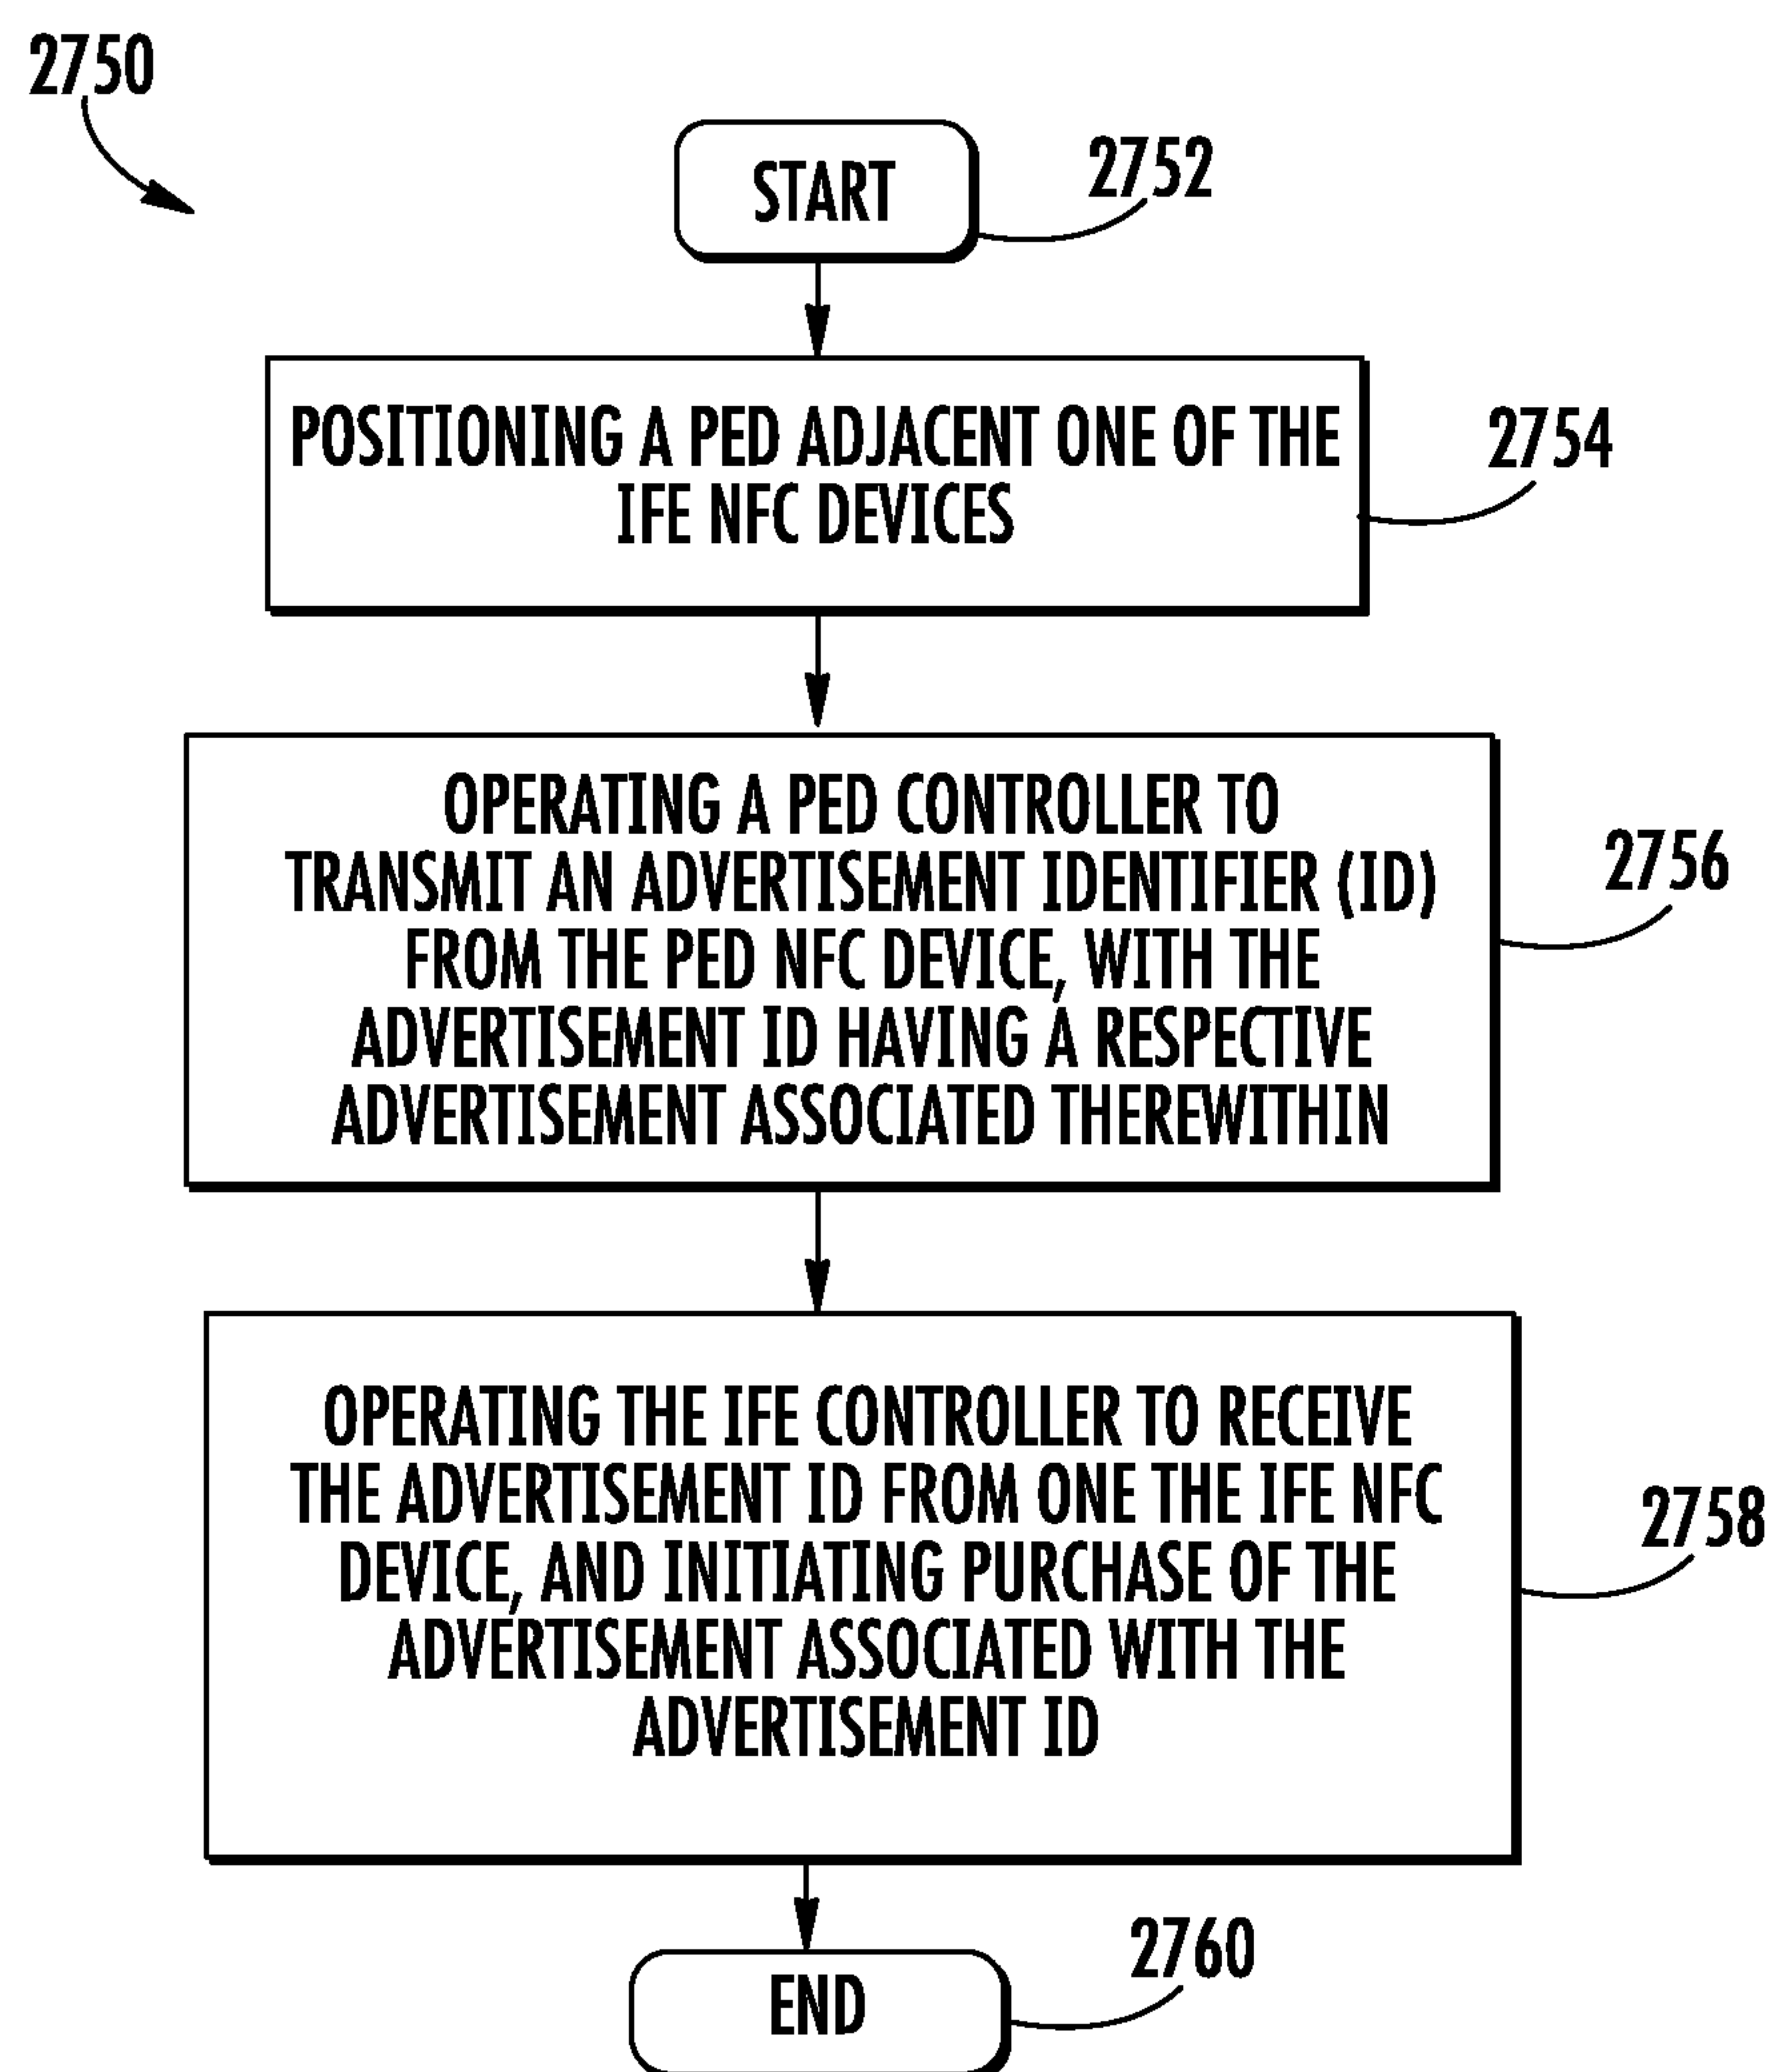 2750
START
2752
POSITIONING A PED ADJACENT ONE OF THE
IFE NFC DEVICES
2754
OPERATING A PED CONTROLLER TO
TRANSMIT AN ADVERTISEMENT IDENTIFIER (ID)
FROM THE PED NFC DEVICE, WITH THE
ADVERTISEMENT ID HAVING A RESPECTIVE
ADVERTISEMENT ASSOCIATED THEREWITHIN
2756
OPERATING THE IFE CONTROLLER TO RECEIVE
THE ADVERTISEMENT ID FROM ONE THE IFE NFC
DEVICE, AND INITIATING PURCHASE OF THE
ADVERTISEMENT ASSOCIATED WITH THE
ADVERTISEMENT ID
2758
END
2760